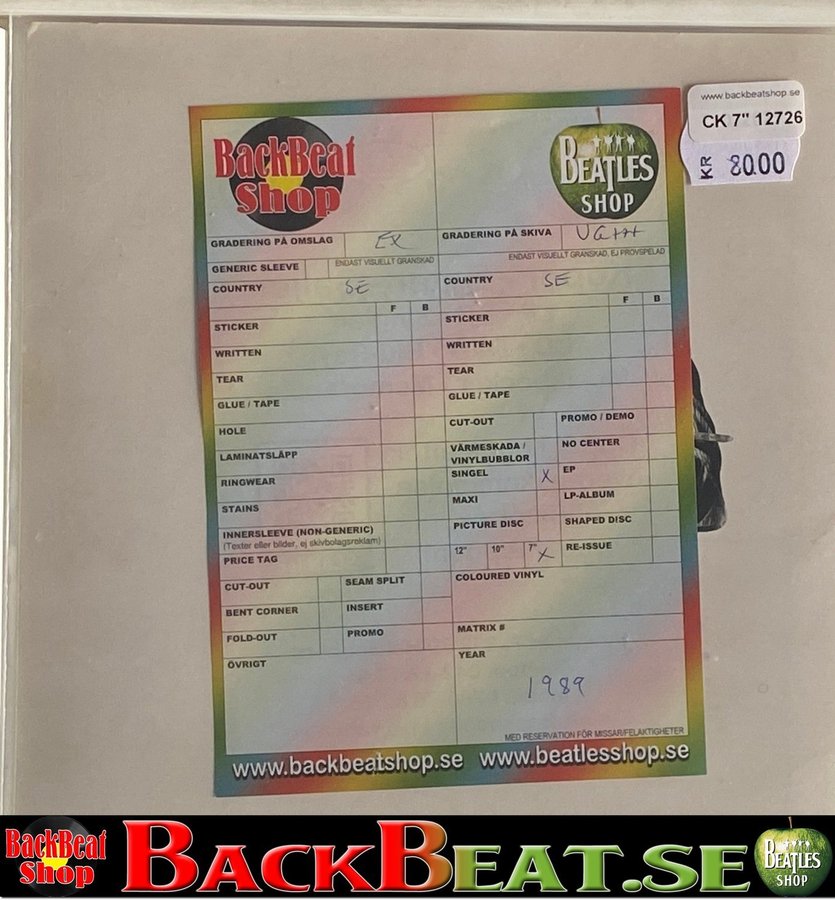 www.backbeatshop.se
CK 7" 12726
KR 80.00
BackBeat
Shop
BEATLES
SHOP
GRADERING PÅ OMSLAG EX
GRADERING PÅ SKIVA VG+++
GENERIC SLEEVE
ENDAST VISUELLT GRANSKAD
ENDAST VISUELLT GRANSKAD, EJ PROVSPELAD
COUNTRY SE
COUNTRY SE
F B
F B
STICKER
WRITTEN
TEAR
GLUE / TAPE
HOLE
LAMINATSLÄPP
RINGWEAR
STAINS
INNERSLEEVE (NON-GENERIC)
(Texter eller bilder, ej skivbolagsreklam)
PRICE TAG
CUT-OUT
SEAM SPLIT
BENT CORNER
INSERT
FOLD-OUT
PROMO
ÖVRIGT
STICKER
WRITTEN
TEAR
GLUE / TAPE
CUT-OUT
PROMO / DEMO
VÄRMESKADA /
VINYLBUBBLOR
NO CENTER
SINGEL X
EP
MAXI
LP-ALBUM
PICTURE DISC
SHAPED DISC
12" 10" 7" X
RE-ISSUE
COLOURED VINYL
MATRIX #
YEAR
1989
MED RESERVATION FÖR MISSAR/FELAKTIGHETER
www.backbeatshop.se www.beatlesshop.se
BackBeat
Shop
BACKBEAT.SE
BEATLES
SHOP